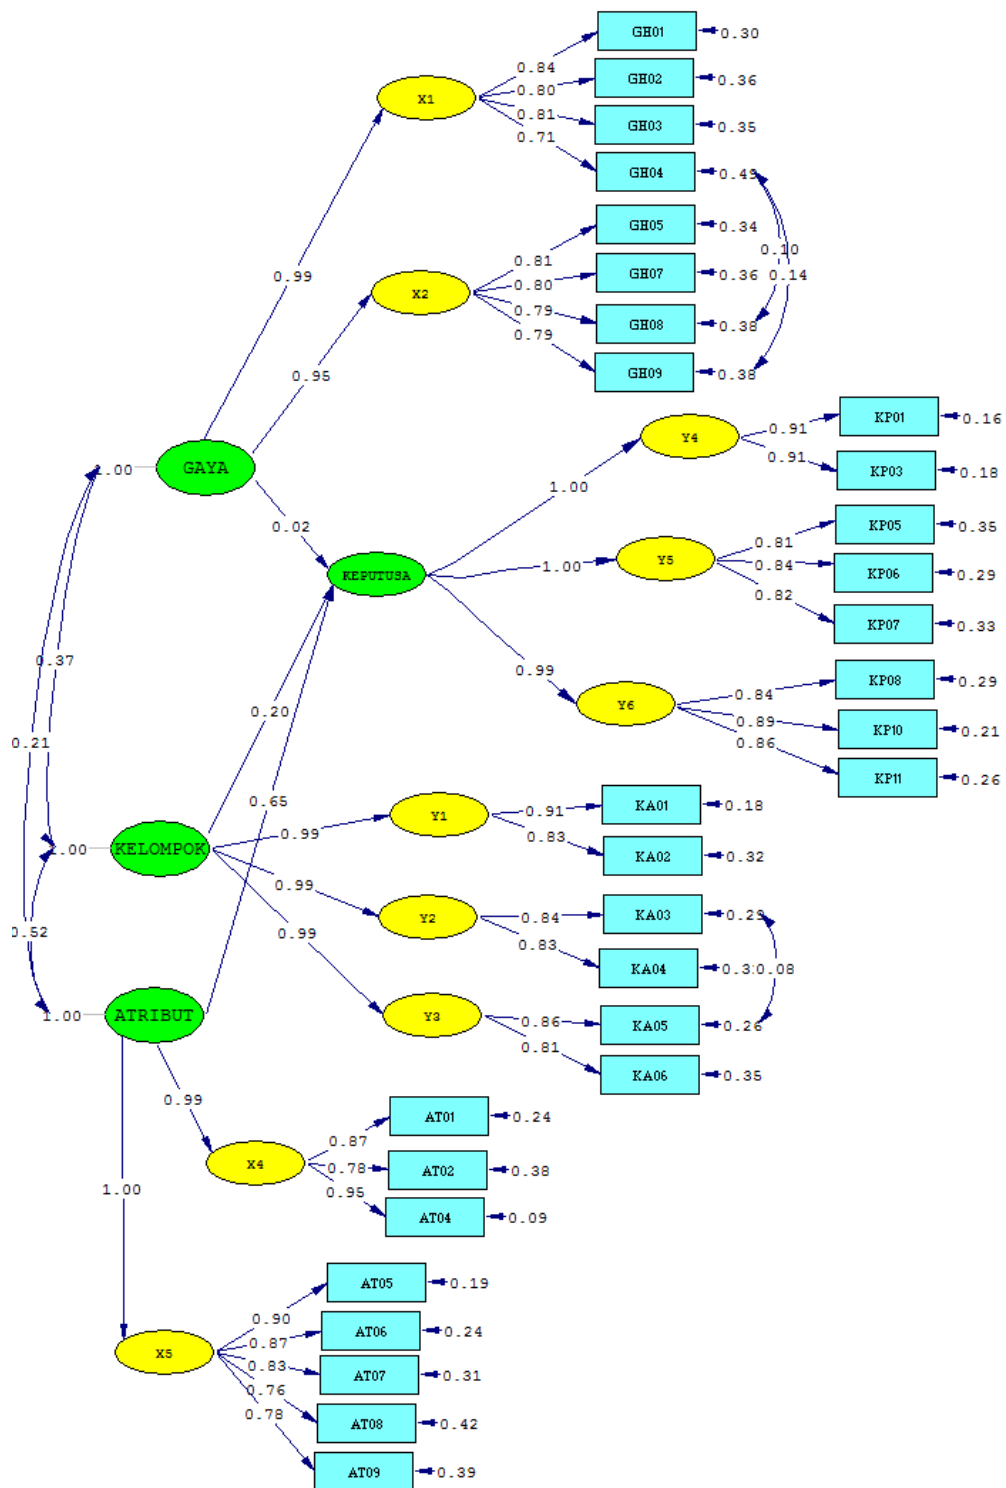 GH01 0.30
0.84
X1 0.80 GH02 0.36
0.81 GH03 0.35
0.71
GH04 0.49
GH05 0.34
0.81 0.10
0.99 0.80 GH07 0.36 0.14
X2
0.79 GH08 0.38
0.79
0.95 GH09 0.38
Y4 0.91 KP01 0.16
0.91
1.00 GAYA KP03 0.18
1.00
0.02 KP05 0.35
0.81
REPUTUSA 1.00 Y5 0.84 KP06 0.29
0.82
KP07 0.33
0.37 0.99
KP08 0.29
0.84
0.20 Y6
0.89 KP10 0.21
0.21 0.86
KP11 0.26
0.65
Y1 0.91 KA01 0.18
0.99 0.83
1.00 KELOMPOK KA02 0.32
0.99
Y2 0.84 KA03 0.29
0.52 0.99 0.83
KA04 0.3 0.08
1.00 ATRIBUT Y3 0.86 KA05 0.26
0.81
KA06 0.35
0.99
AT01 0.24
0.87
X4 0.78 AT02 0.38
1.00 0.95
AT04 0.09
AT05 0.19
0.90
AT06 0.24
0.87
X5 0.83 AT07 0.31
0.76
0.78 AT08 0.42
AT09 0.39